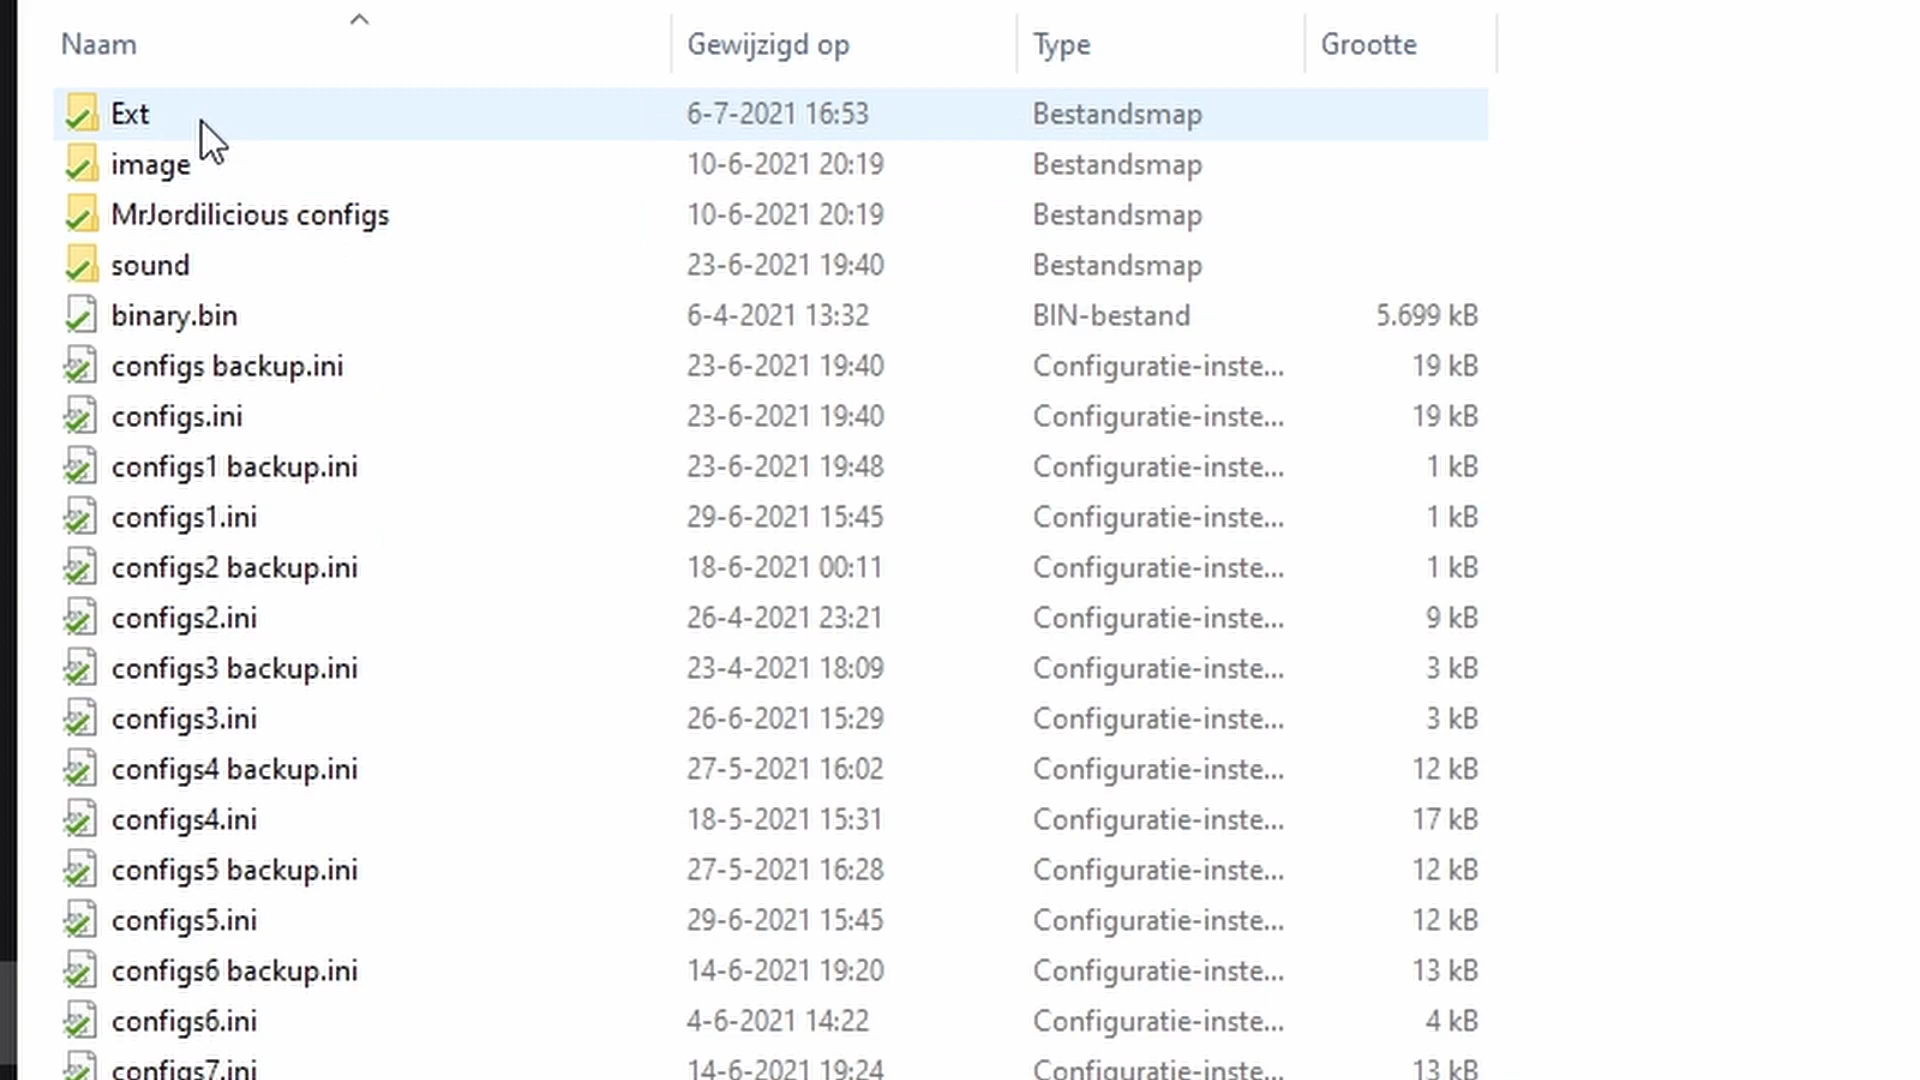 Naam Gewijzigd op Type Grootte
Ext 6-7-2021 16:53 Bestandsmap
image 10-6-2021 20:19 Bestandsmap
MrJordilicious configs 10-6-2021 20:19 Bestandsmap
sound 23-6-2021 19:40 Bestandsmap
binary.bin 6-4-2021 13:32 BIN-bestand 5.699 kB
configs backup.ini 23-6-2021 19:40 Configuratie-inste... 19 kB
configs.ini 23-6-2021 19:40 Configuratie-inste... 19 kB
configs1 backup.ini 23-6-2021 19:48 Configuratie-inste... 1 kB
configs1.ini 29-6-2021 15:45 Configuratie-inste... 1 kB
configs2 backup.ini 18-6-2021 00:11 Configuratie-inste... 1 kB
configs2.ini 26-4-2021 23:21 Configuratie-inste... 9 kB
configs3 backup.ini 23-4-2021 18:09 Configuratie-inste... 3 kB
configs3.ini 26-6-2021 15:29 Configuratie-inste... 3 kB
configs4 backup.ini 27-5-2021 16:02 Configuratie-inste... 12 kB
configs4.ini 18-5-2021 15:31 Configuratie-inste... 17 kB
configs5 backup.ini 27-5-2021 16:28 Configuratie-inste... 12 kB
configs5.ini 29-6-2021 15:45 Configuratie-inste... 12 kB
configs6 backup.ini 14-6-2021 19:20 Configuratie-inste... 13 kB
configs6.ini 4-6-2021 14:22 Configuratie-inste... 4 kB
configs7.ini 14-6-2021 19:24 Configuratie-inste... 13 kB